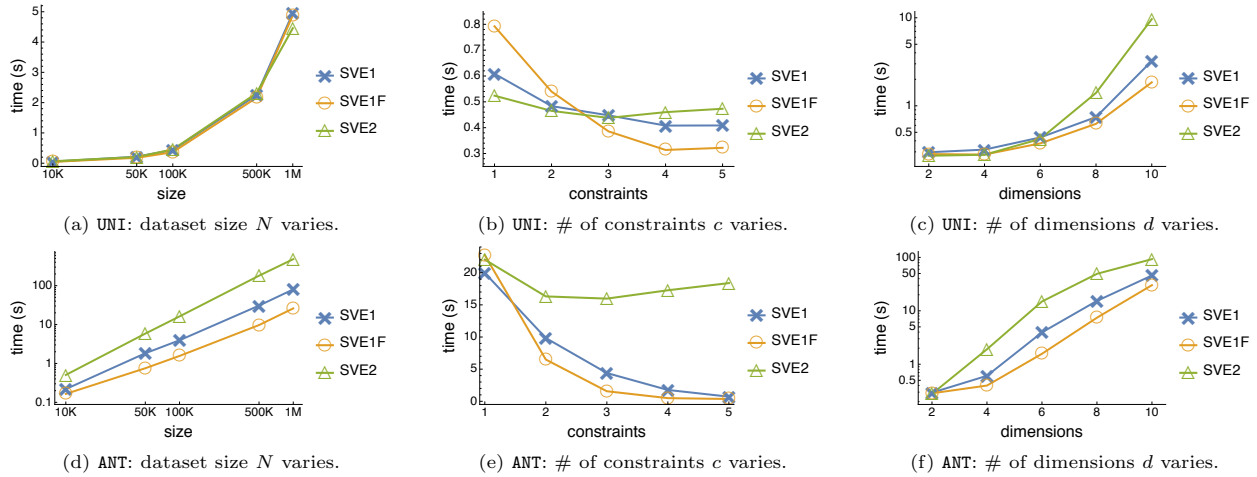 time (s)
5
4
3
2
1
0
10K 50K 100K 500K 1M
size
SVE1
SVE1F
SVE2
(a) UNI: dataset size N varies.
time (s)
0.8
0.7
0.6
0.5
0.4
0.3
1 2 3 4 5
constraints
SVE1
SVE1F
SVE2
(b) UNI: # of constraints c varies.
time (s)
10
5
1
0.5
2 4 6 8 10
dimensions
SVE1
SVE1F
SVE2
(c) UNI: # of dimensions d varies.
time (s)
100
10
1
0.1
10K 50K 100K 500K 1M
size
SVE1
SVE1F
SVE2
(d) ANT: dataset size N varies.
time (s)
20
15
10
5
0
1 2 3 4 5
constraints
SVE1
SVE1F
SVE2
(e) ANT: # of constraints c varies.
time (s)
100
50
10
5
1
0.5
2 4 6 8 10
dimensions
SVE1
SVE1F
SVE2
(f) ANT: # of dimensions d varies.